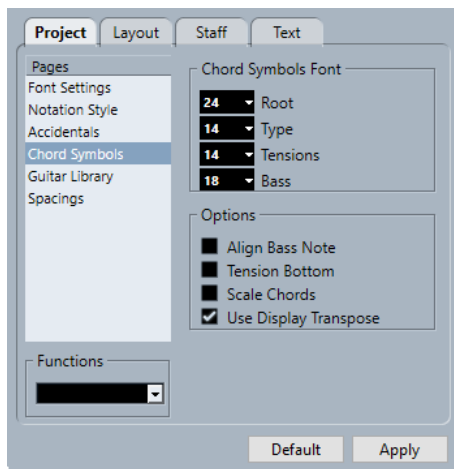 Project Layout Staff Text
Pages
Font Settings
Notation Style
Accidentals
Chord Symbols
Guitar Library
Spacings
Functions
Chord Symbols Font
24 Root
14 Type
14 Tensions
18 Bass
Options
Align Bass Note
Tension Bottom
Scale Chords
Use Display Transpose
Default Apply